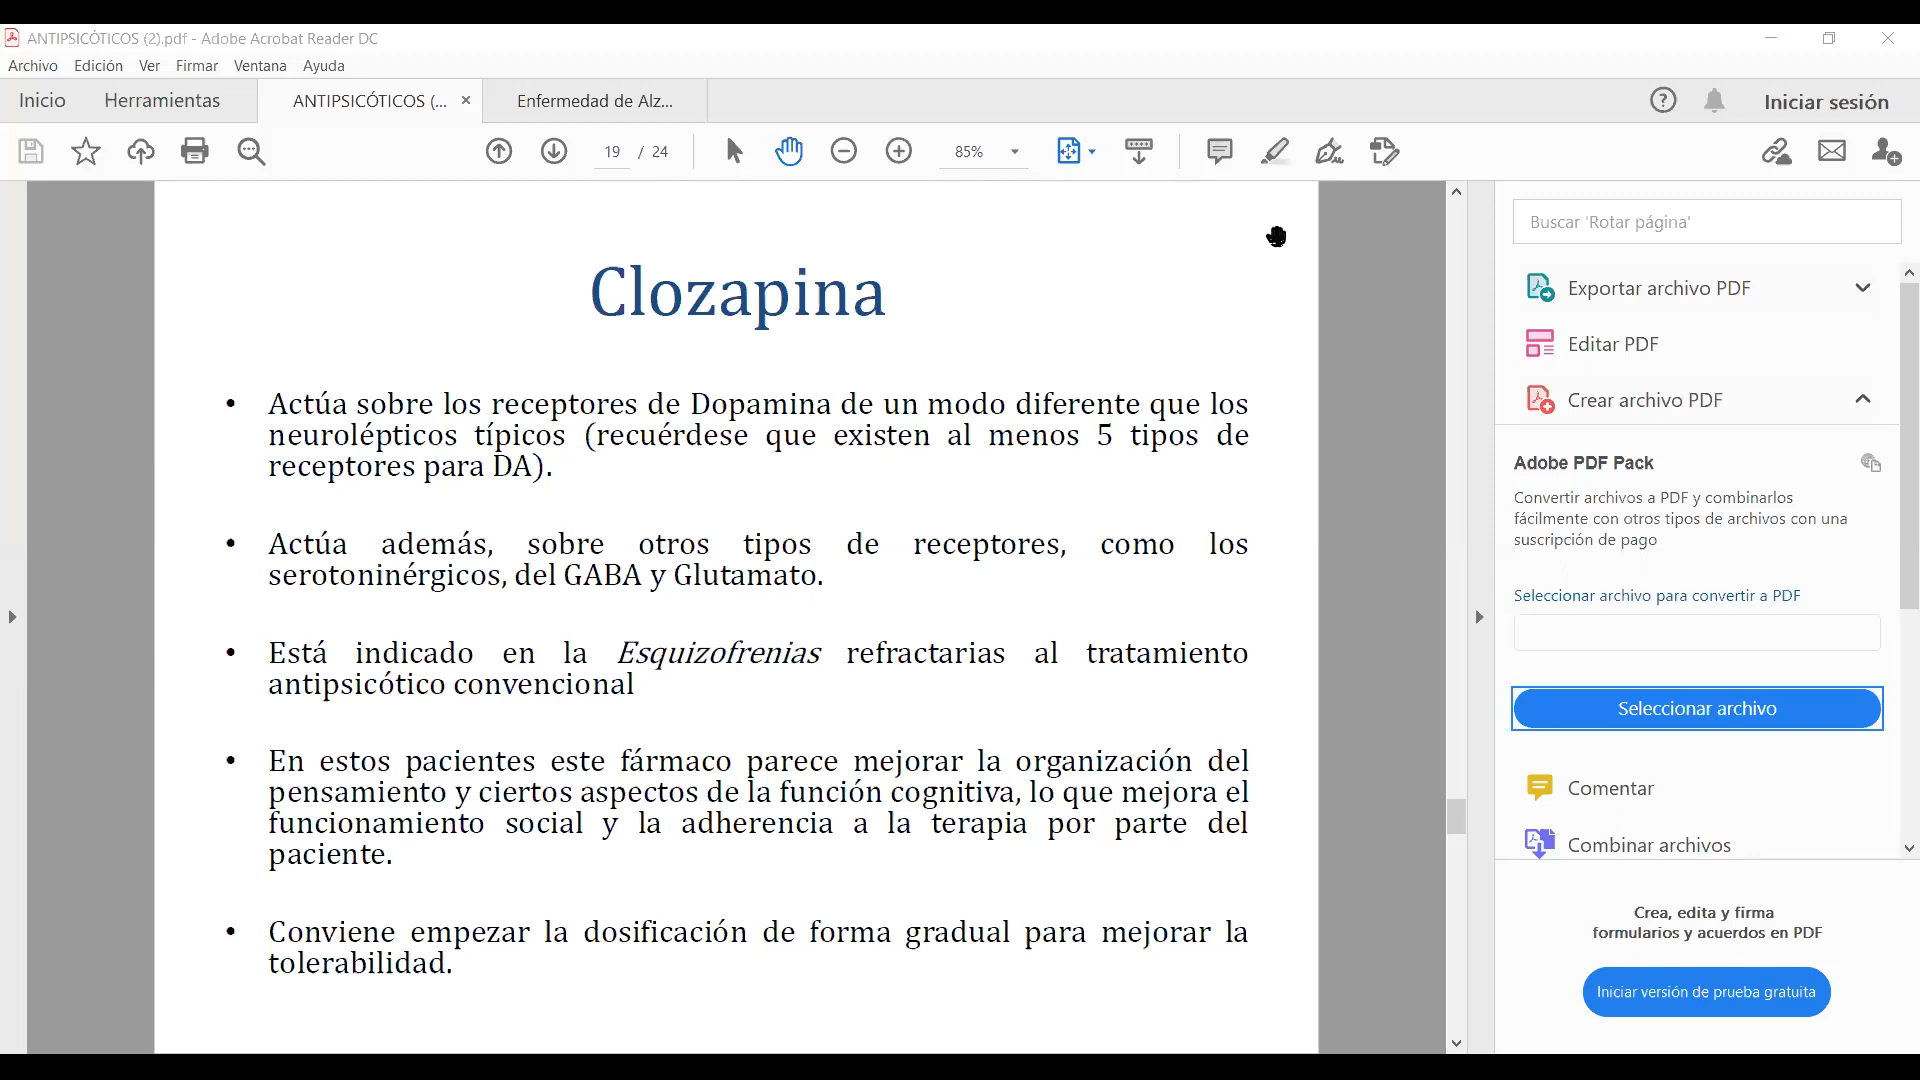 ANTIPSICÓTICOS (2).pdf - Adobe Acrobat Reader DC
Archivo Edición Ver Firmar Ventana Ayuda
Inicio Herramientas ANTIPSICÓTICOS (... Enfermedad de Alz... Iniciar sesión
19 / 24 85%
Clozapina
• Actúa sobre los receptores de Dopamina de un modo diferente que los
neurolépticos típicos (recuérdese que existen al menos 5 tipos de
receptores para DA).
• Actúa además, sobre otros tipos de receptores, como los
serotoninérgicos, del GABA y Glutamato.
• Está indicado en la Esquizofrenias refractarias al tratamiento
antipsicótico convencional
• En estos pacientes este fármaco parece mejorar la organización del
pensamiento y ciertos aspectos de la función cognitiva, lo que mejora el
funcionamiento social y la adherencia a la terapia por parte del
paciente.
• Conviene empezar la dosificación de forma gradual para mejorar la
tolerabilidad.
Buscar 'Rotar página'
Exportar archivo PDF
Editar PDF
Crear archivo PDF
Adobe PDF Pack
Convertir archivos a PDF y combinarlos
fácilmente con otros tipos de archivos con una
suscripción de pago
Seleccionar archivo para convertir a PDF
Seleccionar archivo
Comentar
Combinar archivos
Crea, edita y firma
formularios y acuerdos en PDF
Iniciar versión de prueba gratuita